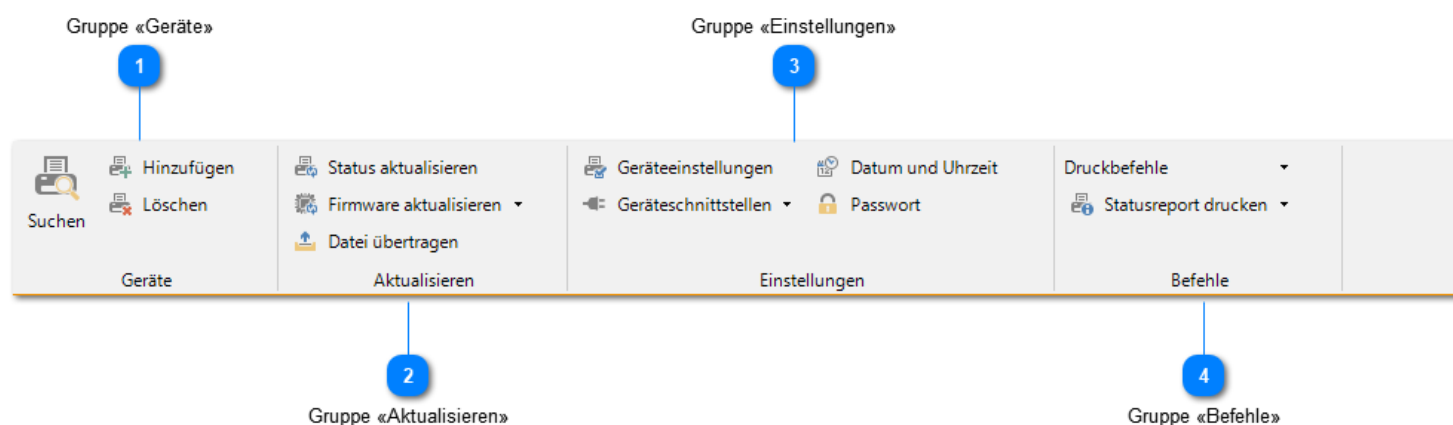 Gruppe «Geräte»
Gruppe «Einstellungen»
1
3
Suchen
Hinzufügen
Löschen
Geräte
Status aktualisieren
Firmware aktualisieren
Datei übertragen
Aktualisieren
Geräteeinstellungen
Geräteschnittstellen
Datum und Uhrzeit
Passwort
Einstellungen
Druckbefehle
Statusreport drucken
Befehle
2
4
Gruppe «Aktualisieren»
Gruppe «Befehle»